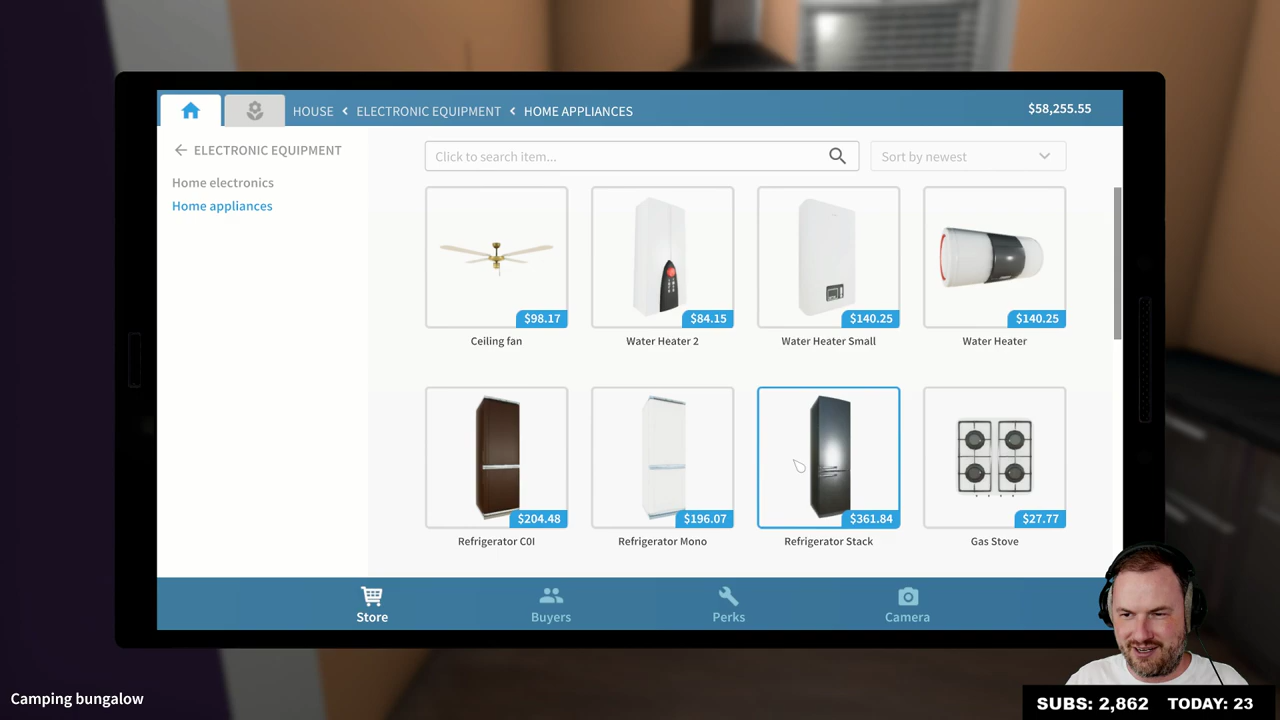 HOUSE < ELECTRONIC EQUIPMENT < HOME APPLIANCES
$58,255.55
ELECTRONIC EQUIPMENT
Home electronics
Home appliances
Click to search item...
Sort by newest
$98.17
$84.15
$140.25
$140.25
Ceiling fan
Water Heater 2
Water Heater Small
Water Heater
$204.48
$196.07
$361.84
$27.77
Refrigerator C0I
Refrigerator Mono
Refrigerator Stack
Gas Stove
Store
Buyers
Perks
Camera
Camping bungalow
SUBS: 2,862 TODAY: 23